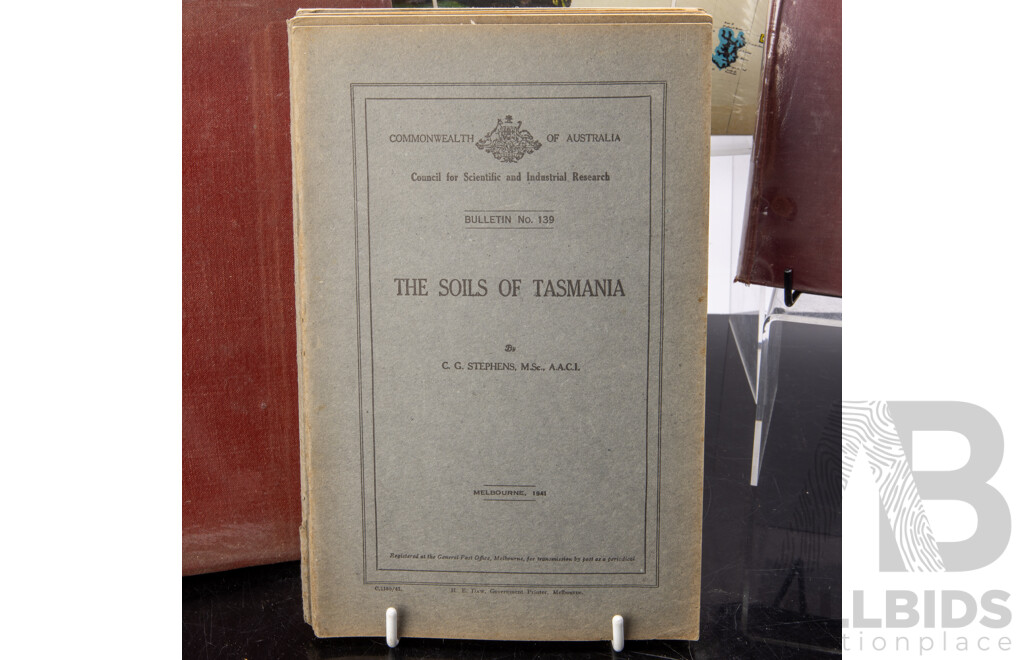 COMMONWEALTH OF AUSTRALIA
Council for Scientific and Industrial Research
BULLETIN No. 139
THE SOILS OF TASMANIA
By
C. G. STEPHENS, M.Sc., A.A.C.I.
MELBOURNE, 1941
Registered at the General Post Office, Melbourne, for transmission by post as a periodical
Government Printer, Melbourne.
AB
ALLBIDS
auctionplace